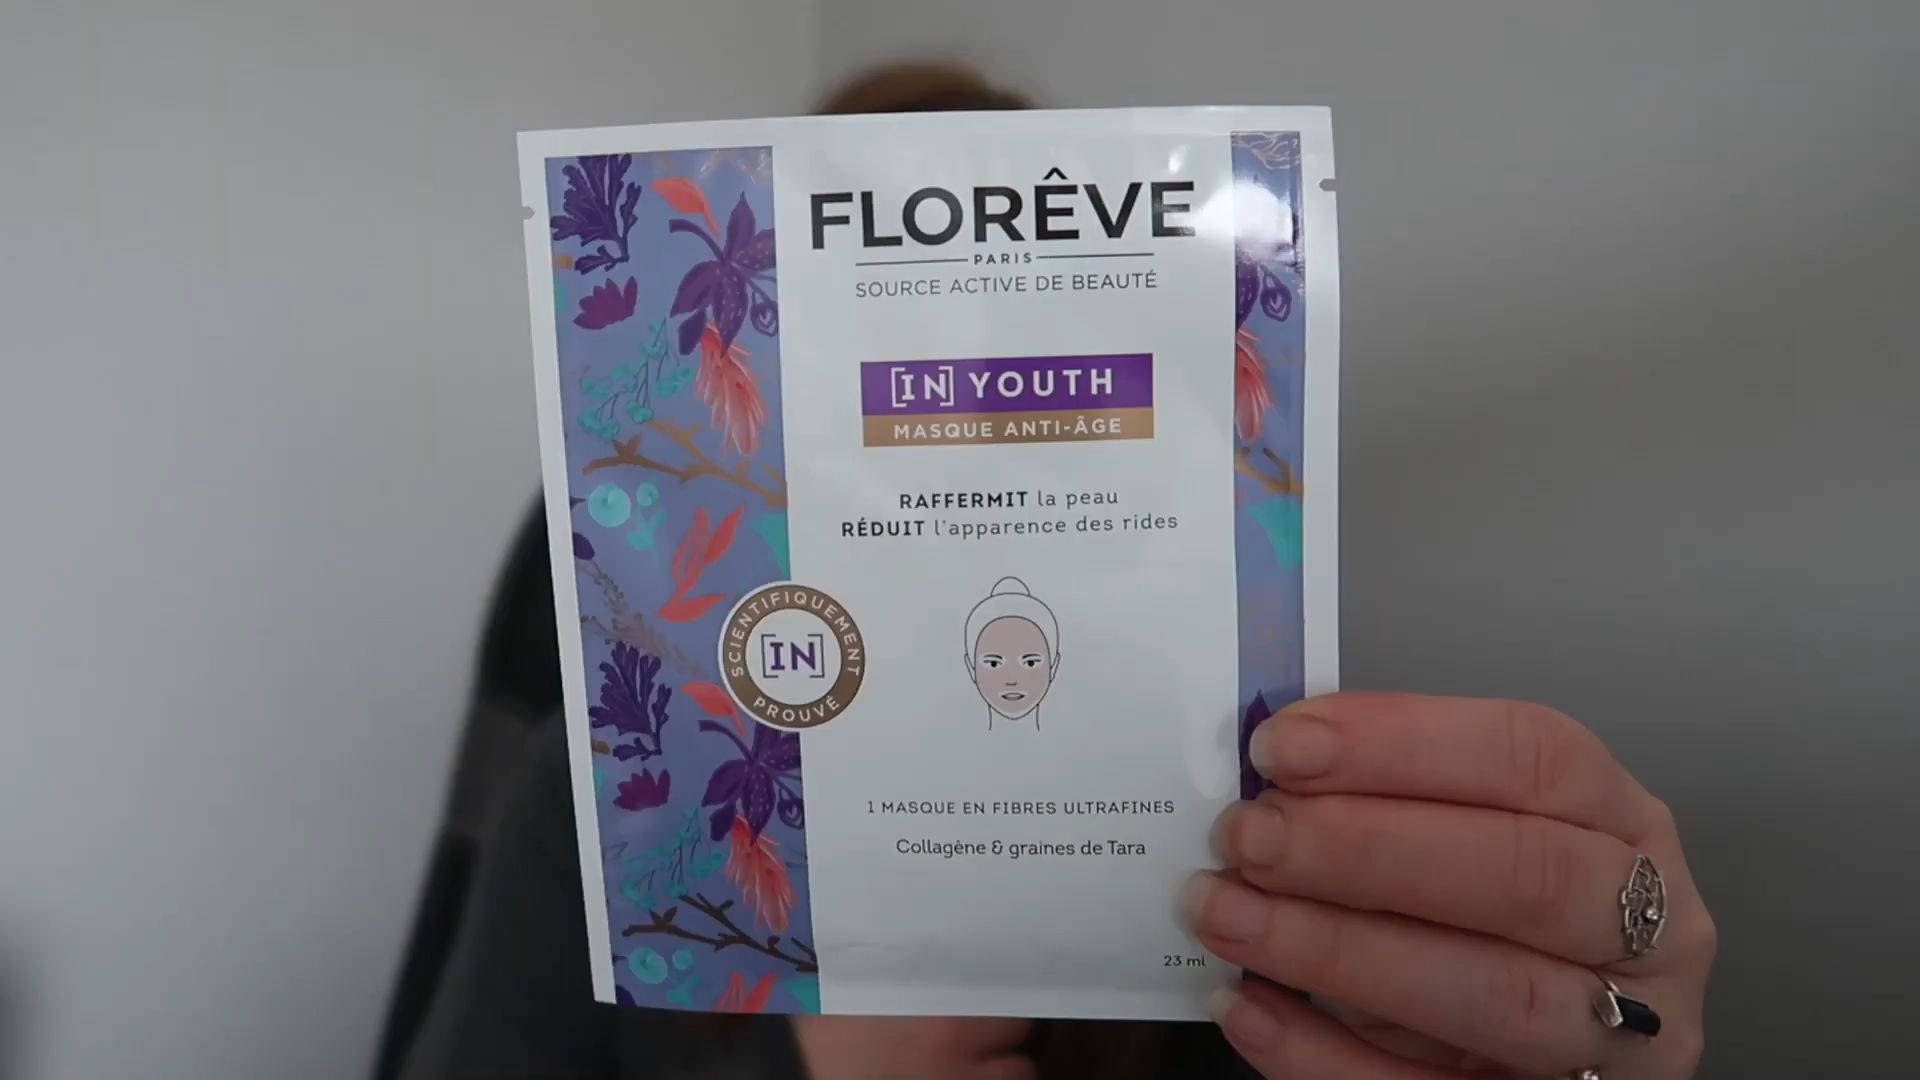 FLORÊVE
PARIS
SOURCE ACTIVE DE BEAUTÉ
[IN] YOUTH
MASQUE ANTI-ÂGE
RAFFERMIT la peau
RÉDUIT l'apparence des rides
SCIENTIFIQUEMENT
[IN]
PROUVÉ
1 MASQUE EN FIBRES ULTRAFINES
Collagène & graines de Tara
23 ml